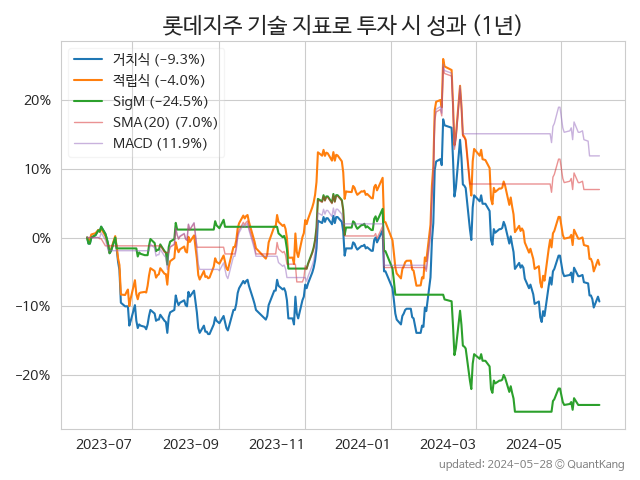 롯데지주 기술 지표로 투자 시 성과 (1년)
거치식 (−9.3%)
적립식 (−4.0%)
SigM (−24.5%)
SMA(20) (7.0%)
MACD (11.9%)
20%
10%
0%
−10%
−20%
2023-07 2023-09 2023-11 2024-01 2024-03 2024-05
updated: 2024-05-28 ⓒ QuantKang